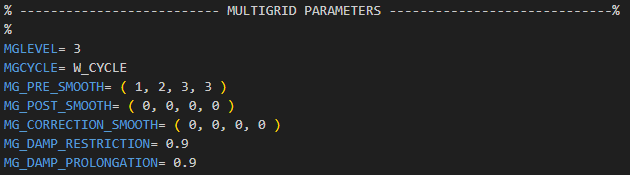 % -------------------------- MULTIGRID PARAMETERS -----------------------------%
%
MGLEVEL= 3
MGCYCLE= W_CYCLE
MG_PRE_SMOOTH= ( 1, 2, 3, 3 )
MG_POST_SMOOTH= ( 0, 0, 0, 0 )
MG_CORRECTION_SMOOTH= ( 0, 0, 0, 0 )
MG_DAMP_RESTRICTION= 0.9
MG_DAMP_PROLONGATION= 0.9